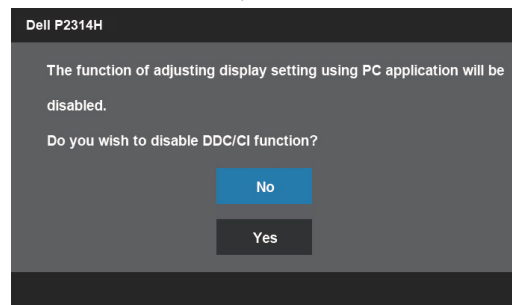 Dell P2314H
The function of adjusting display setting using PC application will be
disabled.
Do you wish to disable DDC/CI function?
No
Yes